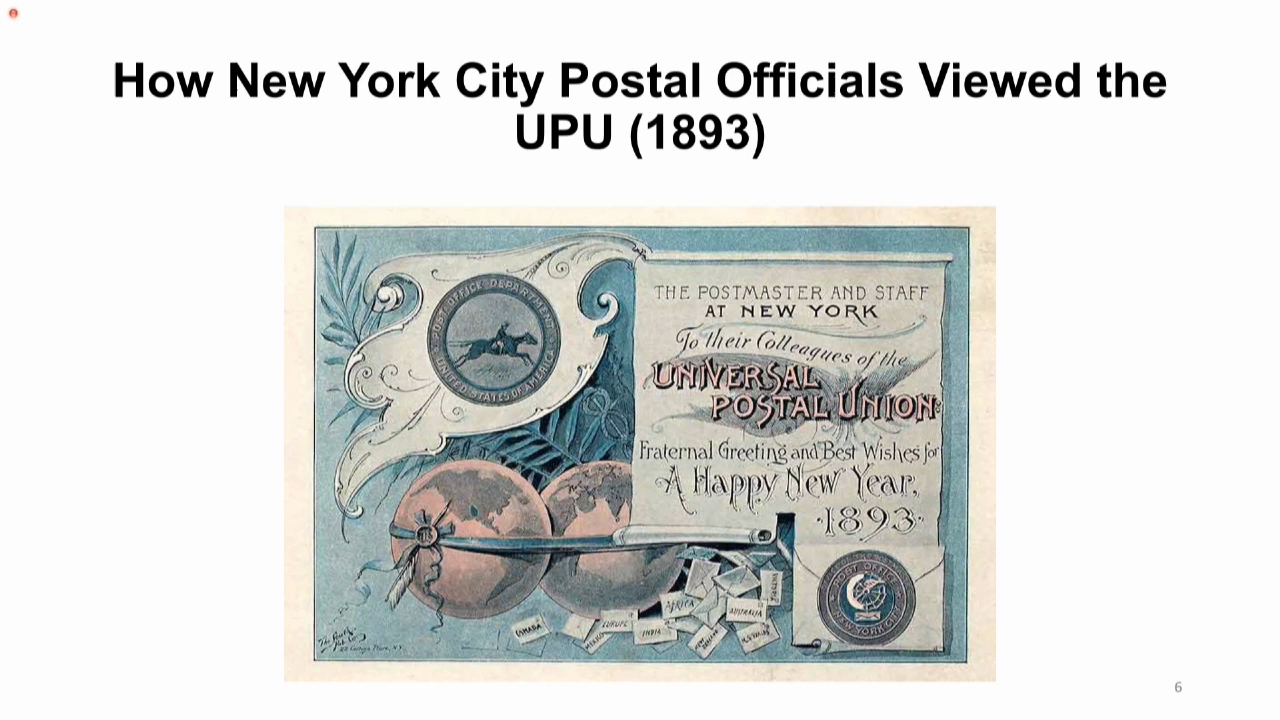 How New York City Postal Officials Viewed the
UPU (1893)
POST OFFICE DEPARTMENT
UNITED STATES OF AMERICA
THE POSTMASTER AND STAFF
AT NEW YORK
To their Colleagues of the
UNIVERSAL
POSTAL UNION
Fraternal Greeting and Best Wishes for
A Happy New Year,
·1893·
POST OFFICE
NEW YORK CITY
AFRICA
AUSTRALIA
EUROPE
CANADA
INDIA
6